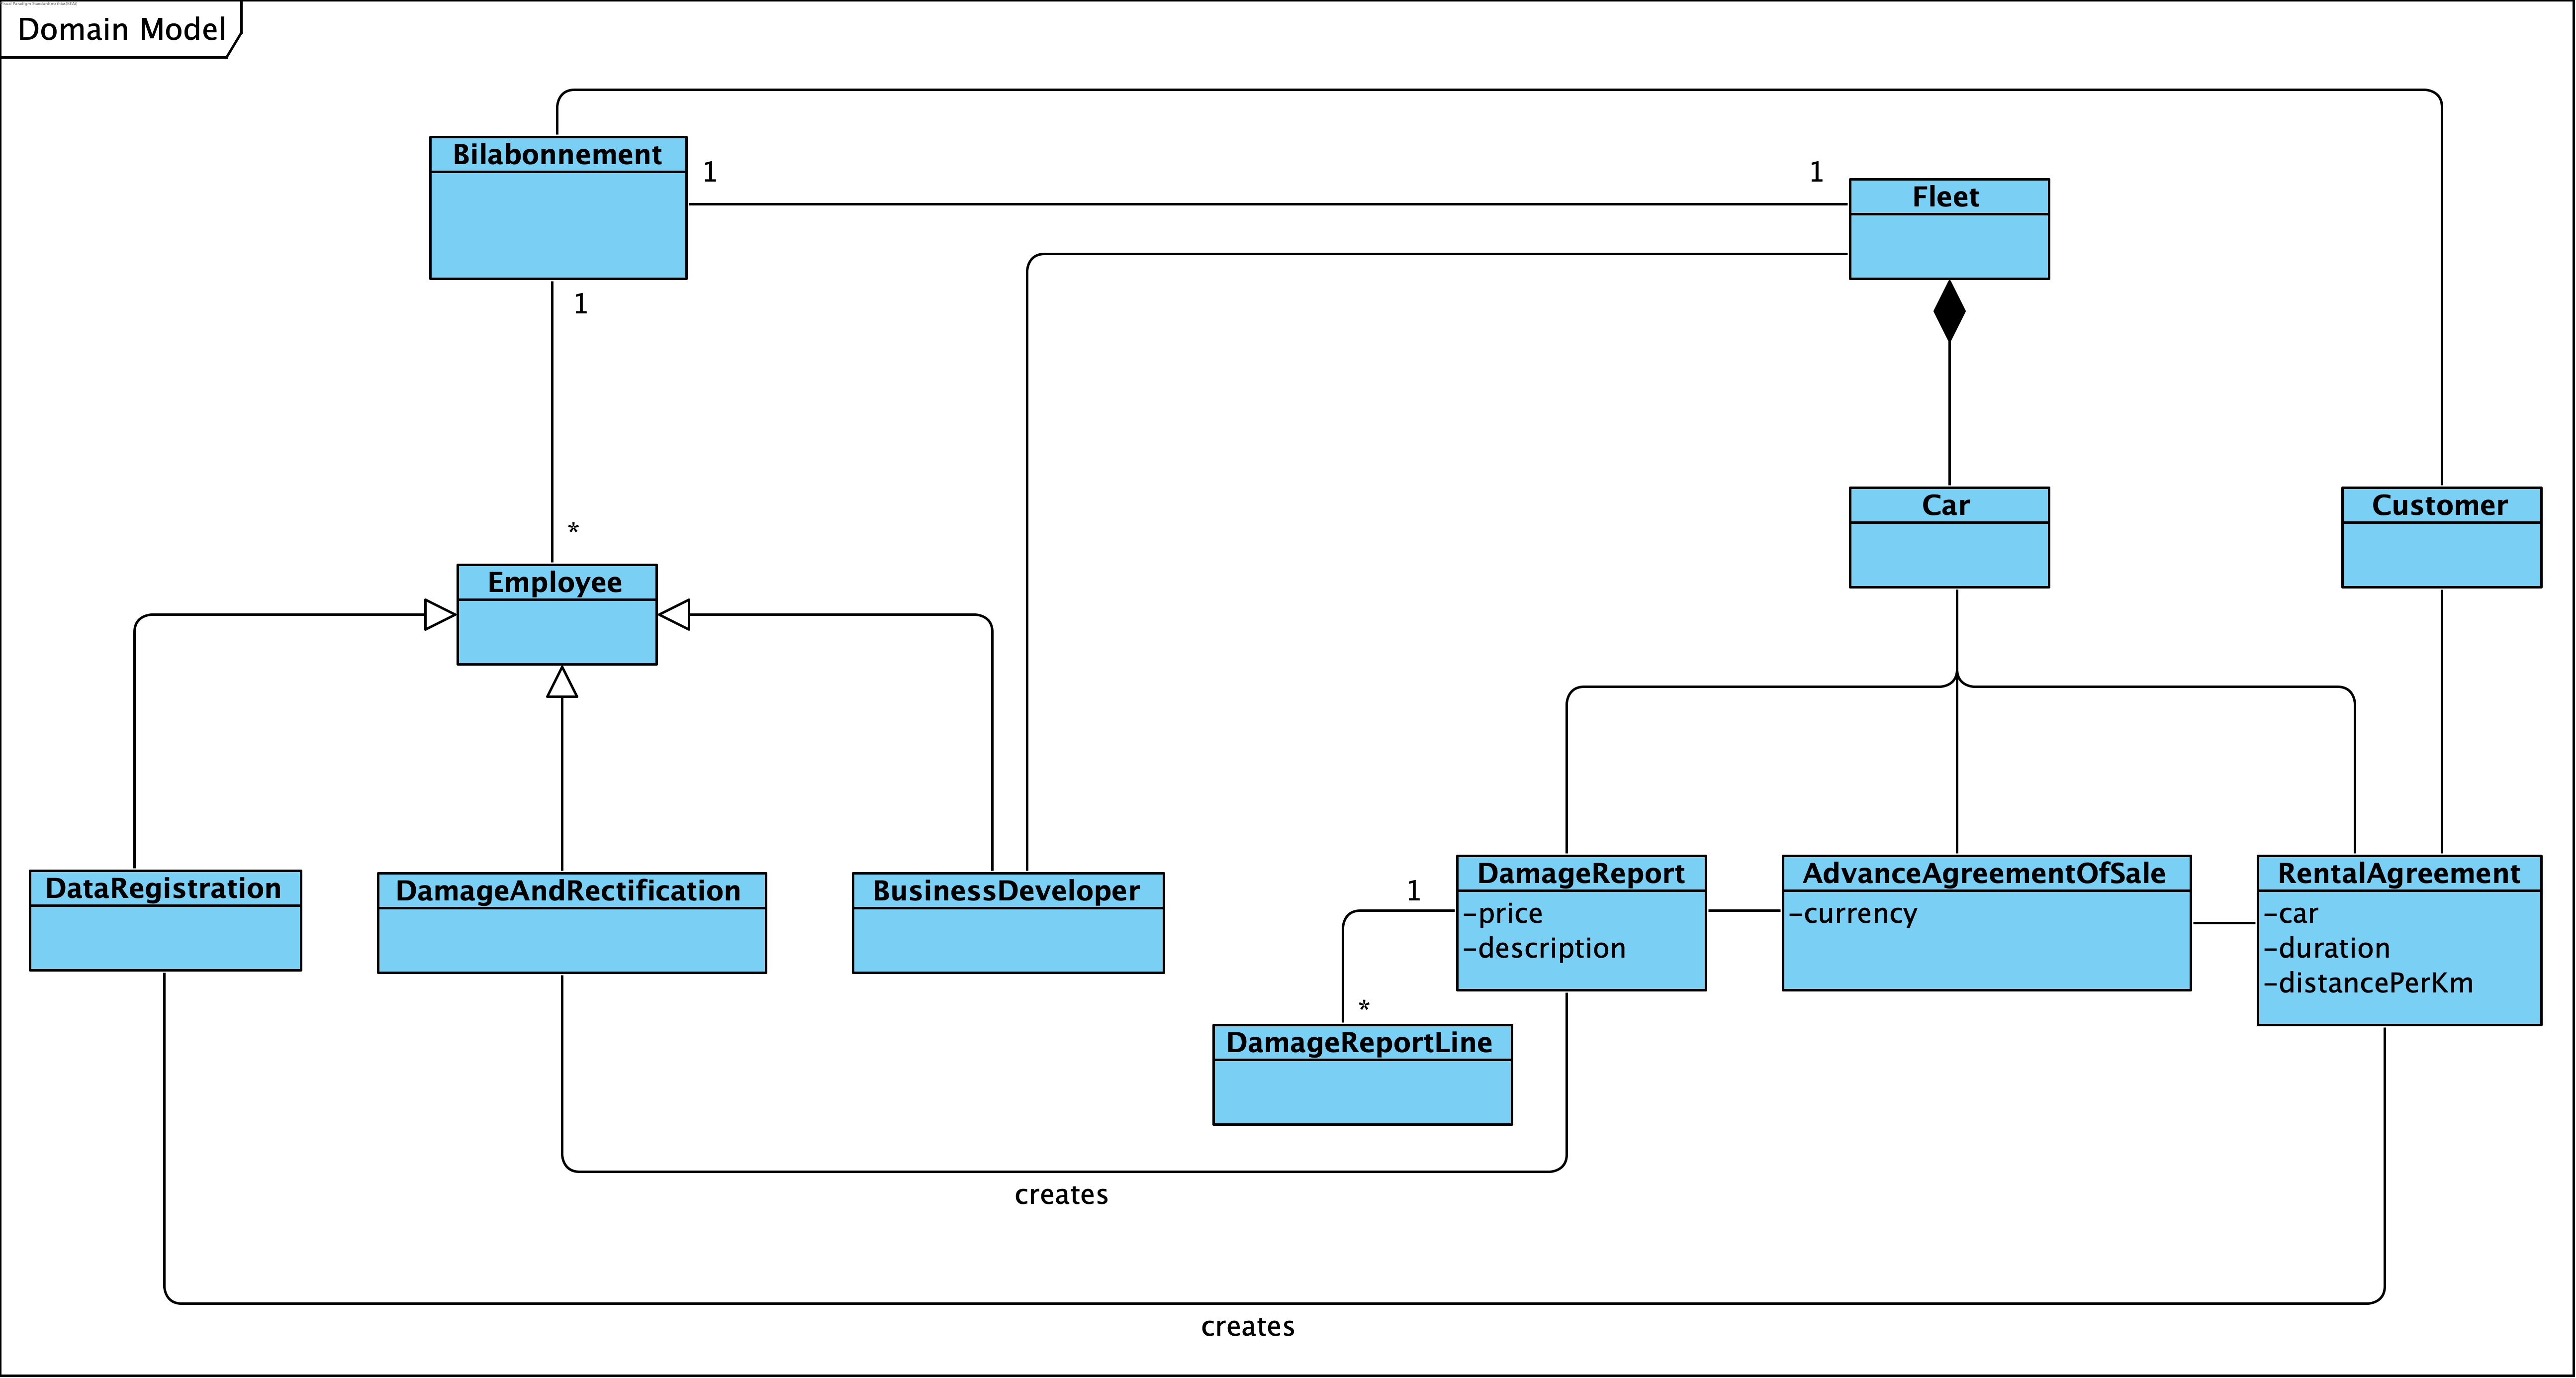 Domain Model
Bilabonnement
1
1
Fleet
1
*
Employee
Car
Customer
DataRegistration
DamageAndRectification
BusinessDeveloper
1
DamageReport
-price
-description
AdvanceAgreementOfSale
-currency
RentalAgreement
-car
-duration
-distancePerKm
*
DamageReportLine
creates
creates